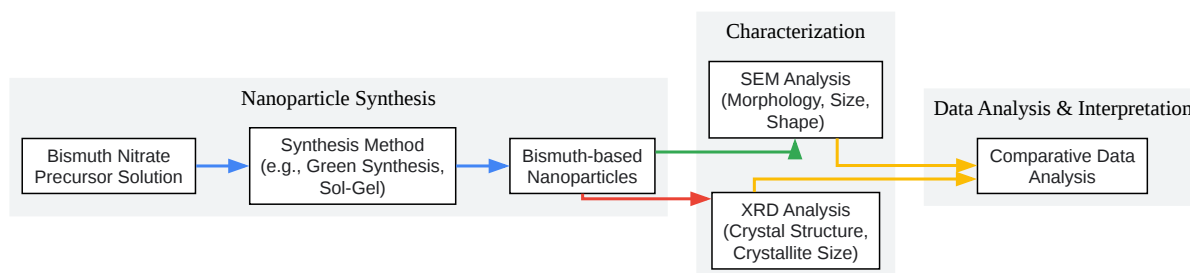 Nanoparticle Synthesis
Bismuth Nitrate
Precursor Solution
Synthesis Method
(e.g., Green Synthesis,
Sol-Gel)
Bismuth-based
Nanoparticles
Characterization
SEM Analysis
(Morphology, Size,
Shape)
XRD Analysis
(Crystal Structure,
Crystallite Size)
Data Analysis & Interpretation
Comparative Data
Analysis